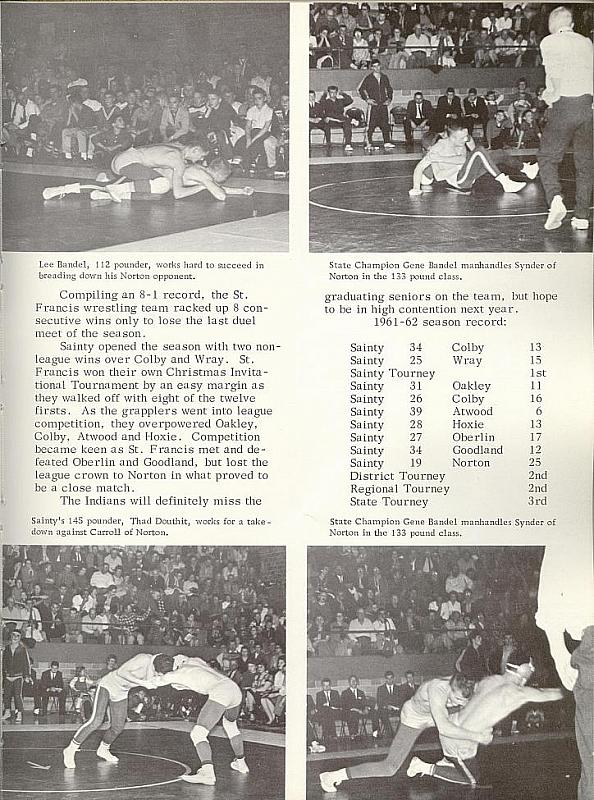 Lee Bandel, 112 pounder, works hard to succeed in
breading down his Norton opponent.
State Champion Gene Bandel manhandles Synder of
Norton in the 133 pound class.
Compiling an 8-1 record, the St.
Francis wrestling team racked up 8 con-
secutive wins only to lose the last duel
meet of the season.
Sainty opened the season with two non-
league wins over Colby and Wray. St.
Francis won their own Christmas Invita-
tional Tournament by an easy margin as
they walked off with eight of the twelve
firsts. As the grapplers went into league
competition, they overpowered Oakley,
Colby, Atwood and Hoxie. Competition
became keen as St. Francis met and de-
feated Oberlin and Goodland, but lost the
league crown to Norton in what proved to
be a close match.
The Indians will definitely miss the
graduating seniors on the team, but hope
to be in high contention next year.
1961-62 season record:
Sainty 34 Colby 13
Sainty 25 Wray 15
Sainty Tourney 1st
Sainty 31 Oakley 11
Sainty 26 Colby 16
Sainty 39 Atwood 6
Sainty 28 Hoxie 13
Sainty 27 Oberlin 17
Sainty 34 Goodland 12
Sainty 19 Norton 25
District Tourney 2nd
Regional Tourney 2nd
State Tourney 3rd
Sainty's 145 pounder, Thad Douthit, works for a take-
down against Carroll of Norton.
State Champion Gene Bandel manhandles Synder of
Norton in the 133 pound class.